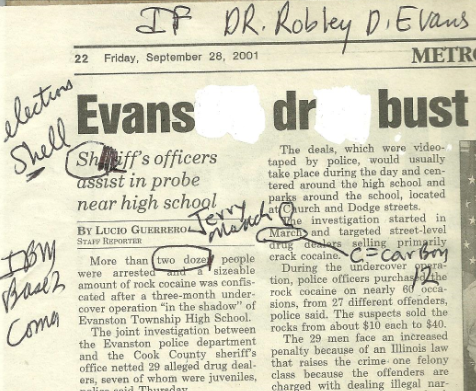 IF DR. Robley D. Evans
22 Friday, September 28, 2001
METR
elections
Shell
Evans dr bust
Sh iff's officers
assist in probe
near high school
BY LUCIO GUERRERO
STAFF REPORTER
More than two dozen people
were arrested and a sizeable
amount of rock cocaine was confis-
cated after a three-month under-
cover operation "in the shadow" of
Evanston Township High School.
The joint investigation between
the Evanston police department
and the Cook County sheriff's
office netted 29 alleged drug deal-
ers, seven of whom were juveniles,
police said Thursday.
Jerry
IBM
Base 2
Coma
The deals, which were video-
taped by police, would usually
take place during the day and cen-
tered around the high school and
parks around the school, located
at Church and Dodge streets.
The investigation started in
March and targeted street-level
drug dealers selling primarily
crack cocaine.
C = carbon
12
During the undercover opera-
tion, police officers purchased the
rock cocaine on nearly 60 occa-
sions, from 27 different offenders,
police said. The suspects sold the
rocks from about $10 each to $40.
The 29 men face an increased
penalty because of an Illinois law
that raises the crime one felony
class because the offenders are
charged with dealing illegal nar-